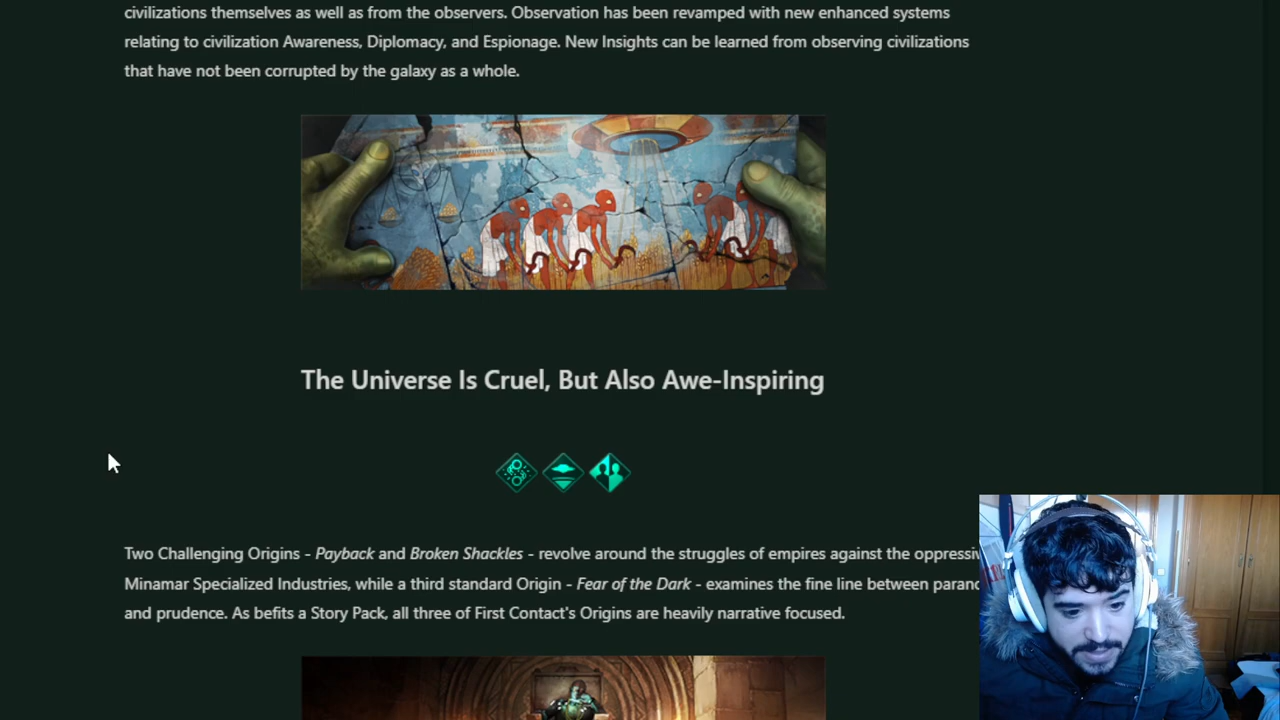 civilizations themselves as well as from the observers. Observation has been revamped with new enhanced systems
relating to civilization Awareness, Diplomacy, and Espionage. New Insights can be learned from observing civilizations
that have not been corrupted by the galaxy as a whole.
The Universe Is Cruel, But Also Awe-Inspiring
Two Challenging Origins - Payback and Broken Shackles - revolve around the struggles of empires against the
Minamar Specialized Industries, while a third standard Origin - Fear of the Dark - examines the fine line between
and prudence. As befits a Story Pack, all three of First Contact's Origins are heavily narrative focused.